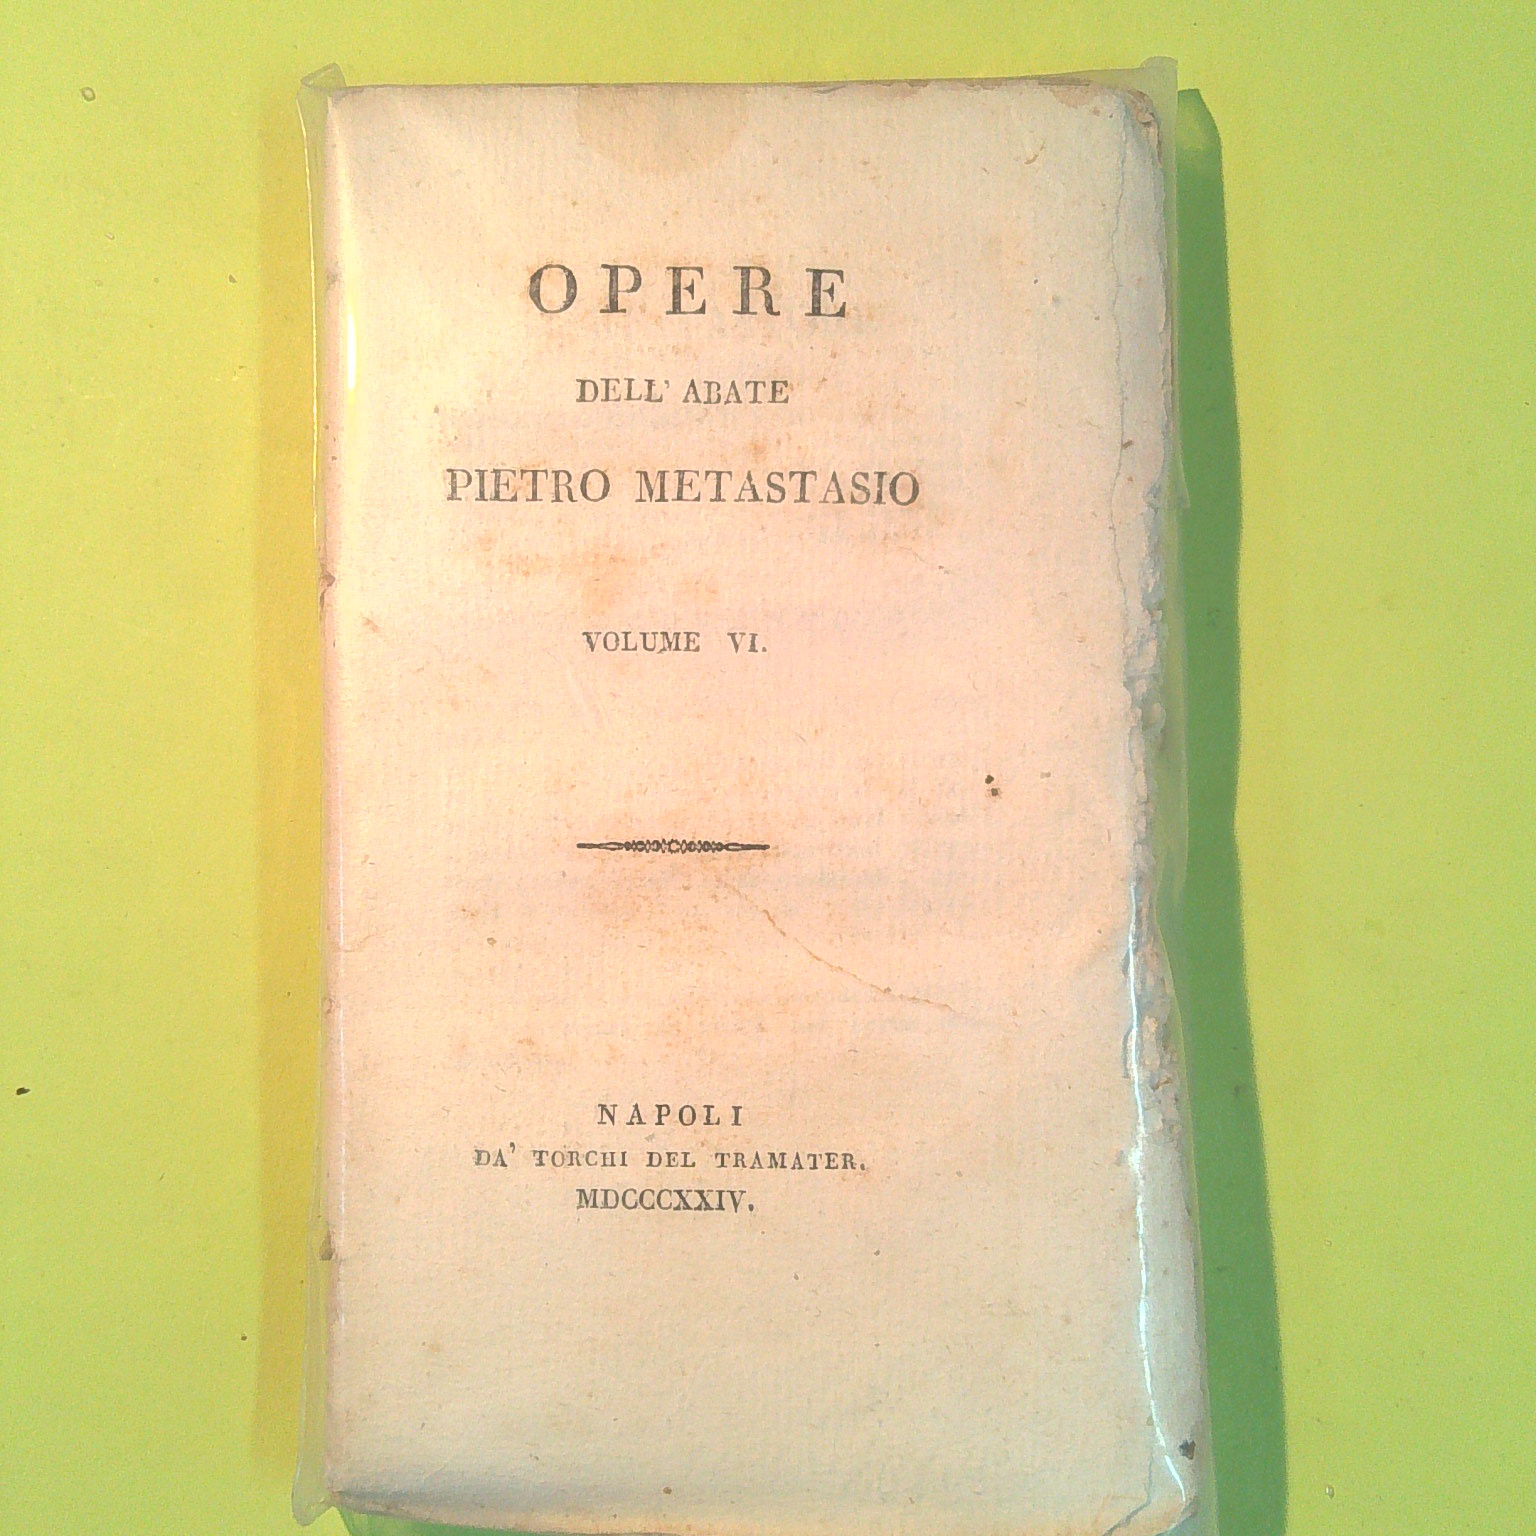 OPERE
DELL' ABATE
PIETRO METASTASIO
VOLUME VI.
NAPOLI
DA' TORCHI DEL TRAMATER.
MDCCCXXIV.